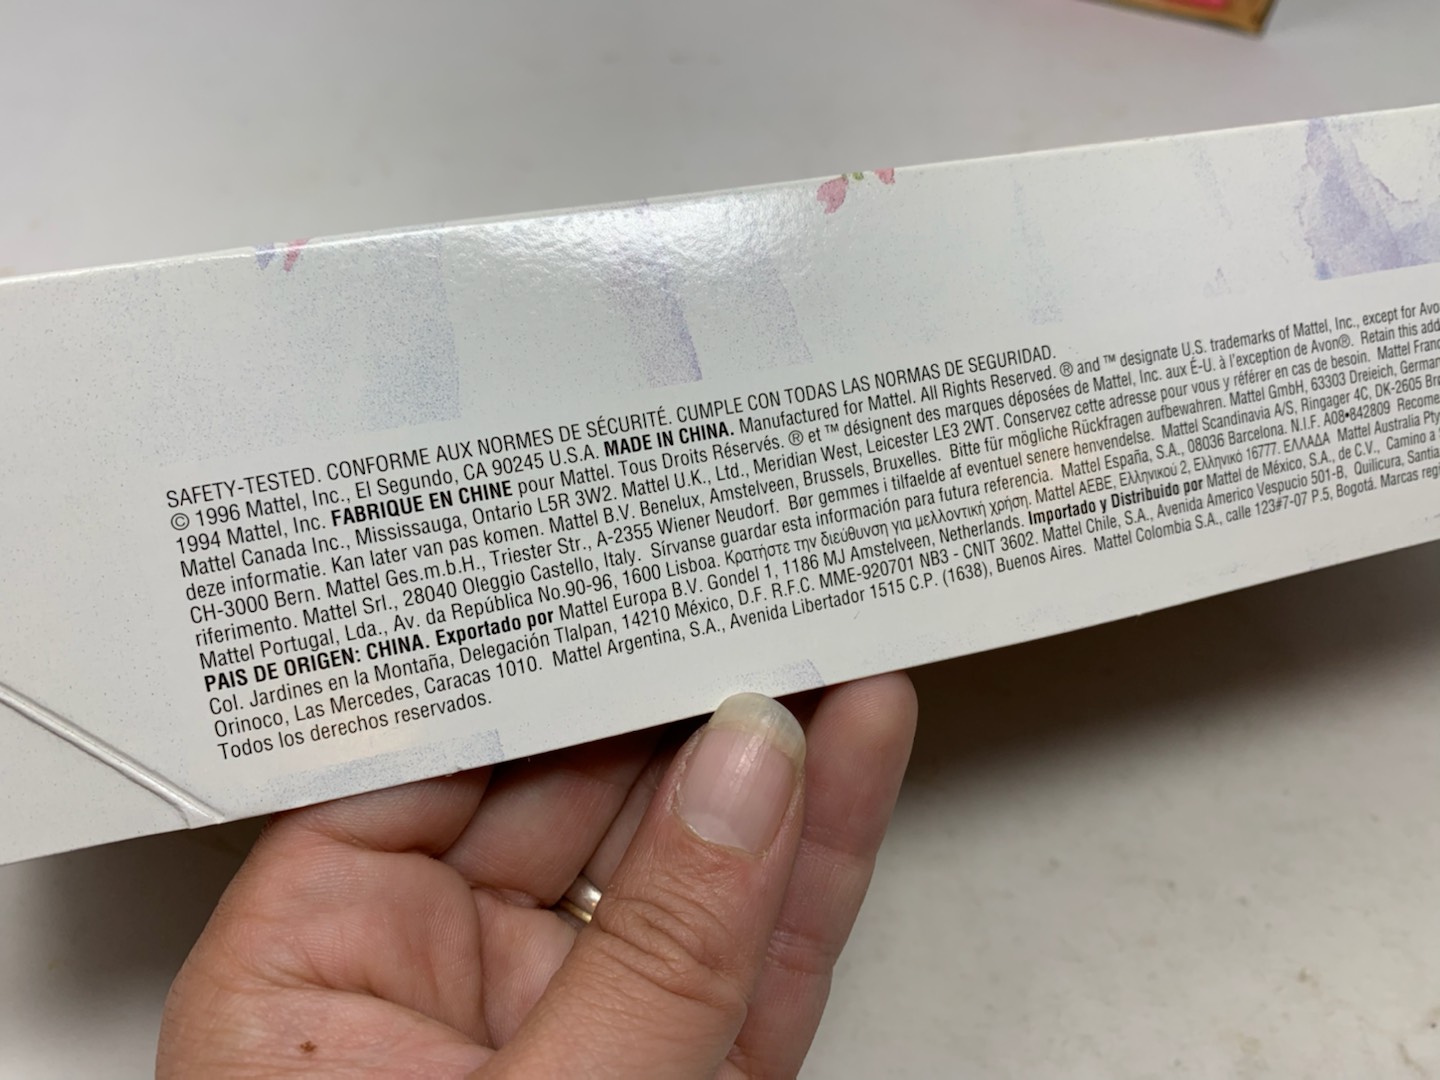 SAFETY-TESTED. CONFORME AUX NORMES DE SÉCURITÉ. CUMPLE CON TODAS LAS NORMAS DE SEGURIDAD.
© 1996 Mattel, Inc., El Segundo, CA 90245 U.S.A. MADE IN CHINA. Manufactured for Mattel. All Rights Reserved. ® and ™ designate U.S. trademarks of Mattel, Inc., except for
1994 Mattel, Inc. FABRIQUE EN CHINE pour Mattel. Tous Droits Réservés. ® et ™ désignent des marques déposées de Mattel, Inc. aux É-U. à l'exception de Avon®. Retain this
Mattel Canada Inc., Mississauga, Ontario L5R 3W2. Mattel U.K., Ltd., Meridian West, Leicester LE3 2WT. Conservez cette adresse pour vous y référer en cas de besoin. Mattel
deze informatie. Kan later van pas komen. Mattel B.V. Benelux, Amstelveen, Brussels, Bruxelles. Bitte für mögliche Rückfragen aufbewahren. Mattel GmbH, 63303 Dreieich,
CH-3000 Bern. Mattel Ges.m.b.H., Triester Str., A-2355 Wiener Neudorf. Bør gemmes i tilfaelde af eventuel senere henvendelse. Mattel Scandinavia A/S, Ringager 4C, DK-2605
riferimento. Mattel Srl., 28040 Oleggio Castello, Italy. Sírvanse guardar esta información para futura referencia. Mattel España, S.A., 08036 Barcelona. N.I.F. A08•842809
Mattel Portugal, Lda., Av. da República No.90-96, 1600 Lisboa. Κρατήστε την διεύθυνση για μελλοντική χρήση. Mattel AEBE, Ελληνικού 2, Ελληνικό 16777. ΕΛΛΑΔΑ Mattel Australia
PAIS DE ORIGEN: CHINA. Exportado por Mattel Europa B.V. Gondel 1, 1186 MJ Amstelveen, Netherlands. Importado y Distribuido por Mattel de México, S.A., de C.V., Camino a
Col. Jardines en la Montaña, Delegación Tlalpan, 14210 México, D.F. R.F.C. MME-920701 NB3 - CNIT 3602. Mattel Chile, S.A., Avenida Americo Vespucio 501-B, Quilicura,
Orinoco, Las Mercedes, Caracas 1010. Mattel Argentina, S.A., Avenida Libertador 1515 C.P. (1638), Buenos Aires. Mattel Colombia S.A., calle 123#7-07 P.5, Bogotá. Marcas
Todos los derechos reservados.